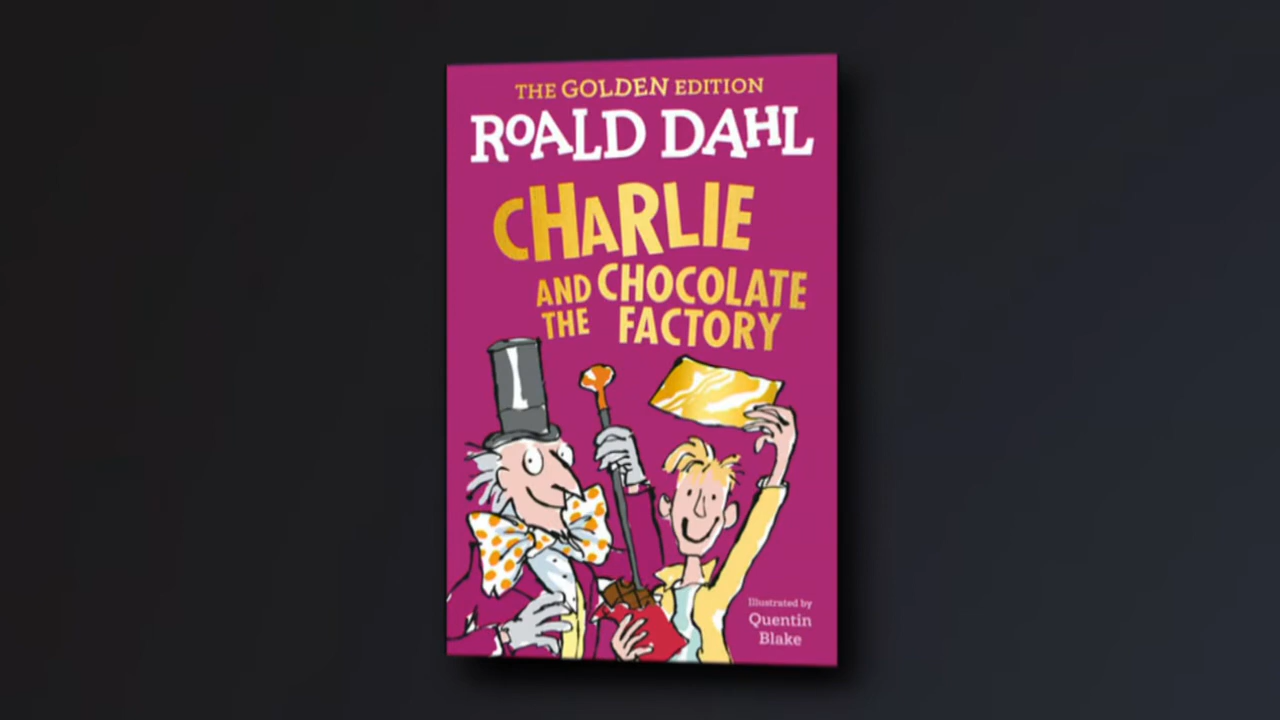 THE GOLDEN EDITION
ROALD DAHL
CHARLIE
AND CHOCOLATE
THE FACTORY
Illustrated by
Quentin
Blake